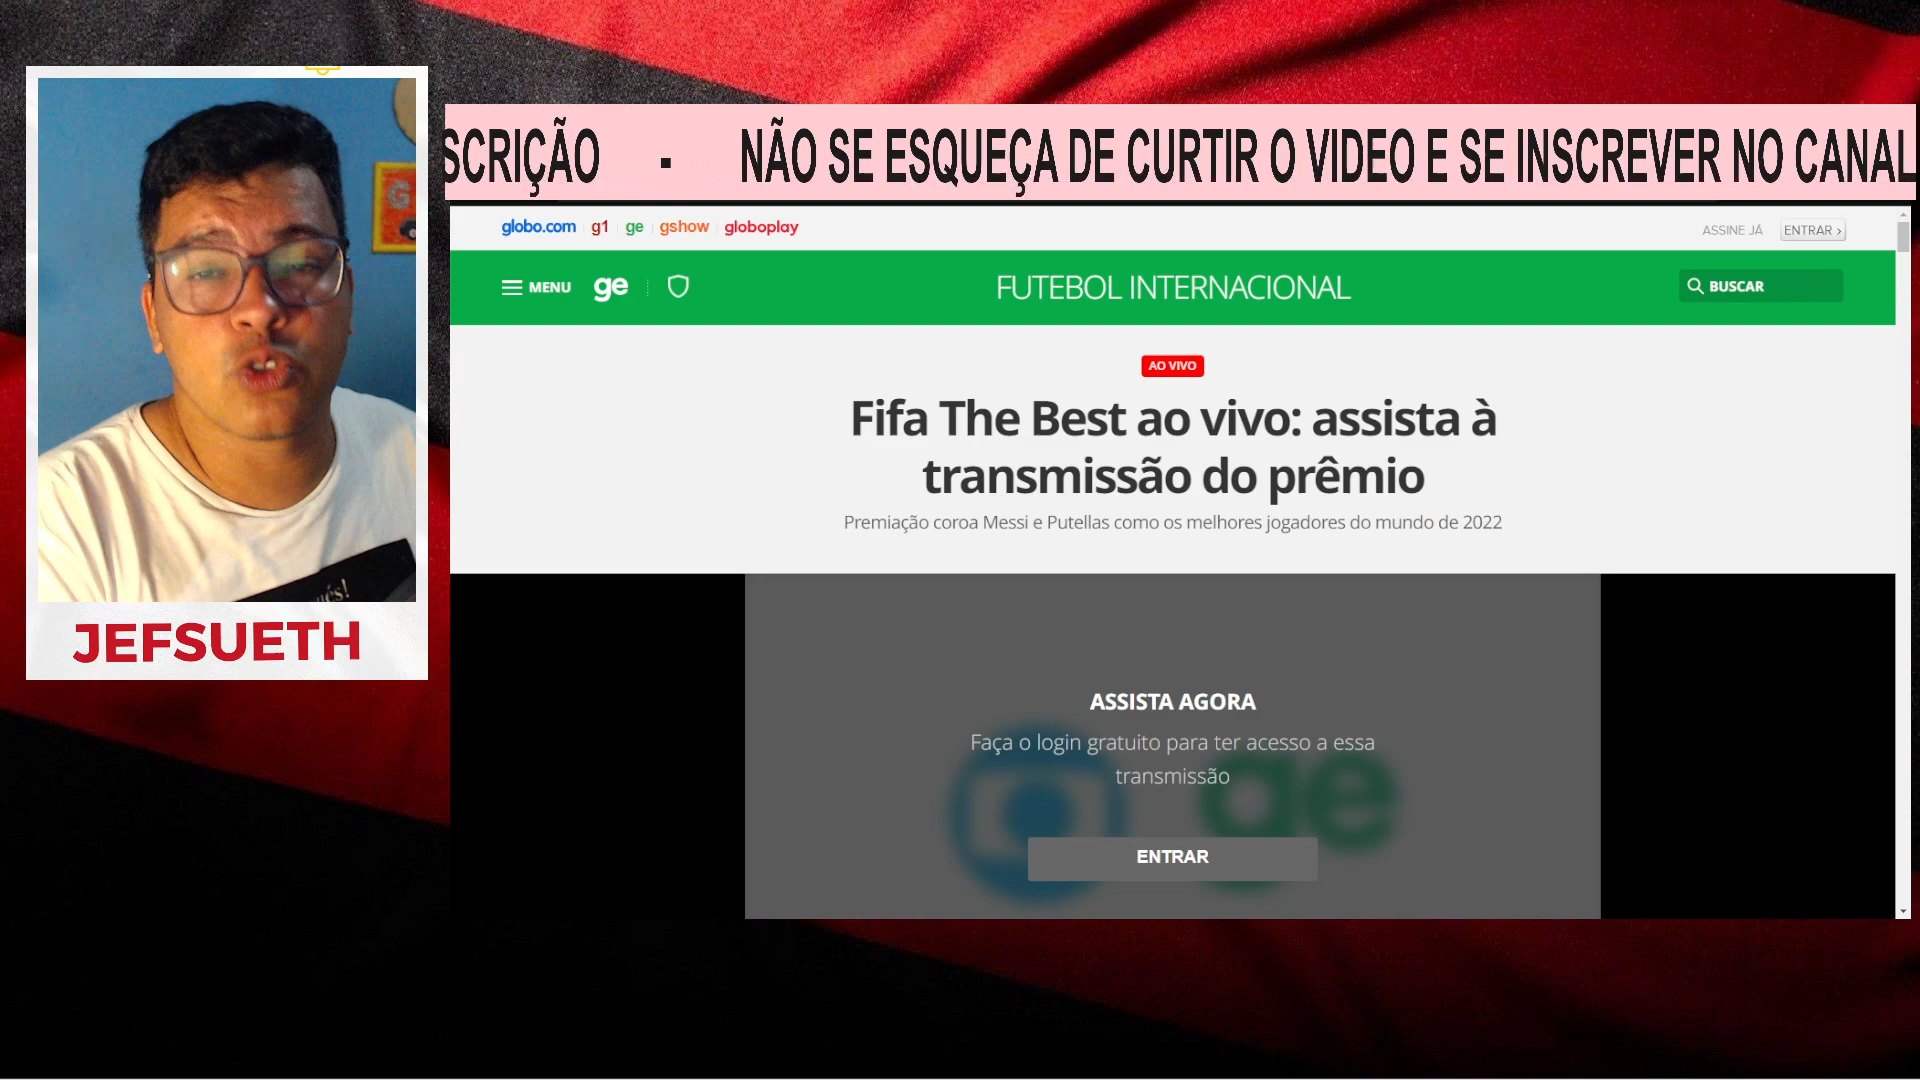 SCRIÇÃO - NÃO SE ESQUEÇA DE CURTIR O VIDEO E SE INSCREVER NO CANAL
globo.com g1 ge gshow globoplay
ASSINE JÁ ENTRAR >
MENU ge FUTEBOL INTERNACIONAL BUSCAR
AO VIVO
Fifa The Best ao vivo: assista à
transmissão do prêmio
Premiação coroa Messi e Putellas como os melhores jogadores do mundo de 2022
ASSISTA AGORA
Faça o login gratuito para ter acesso a essa
transmissão
ge
ENTRAR
JEFSUETH